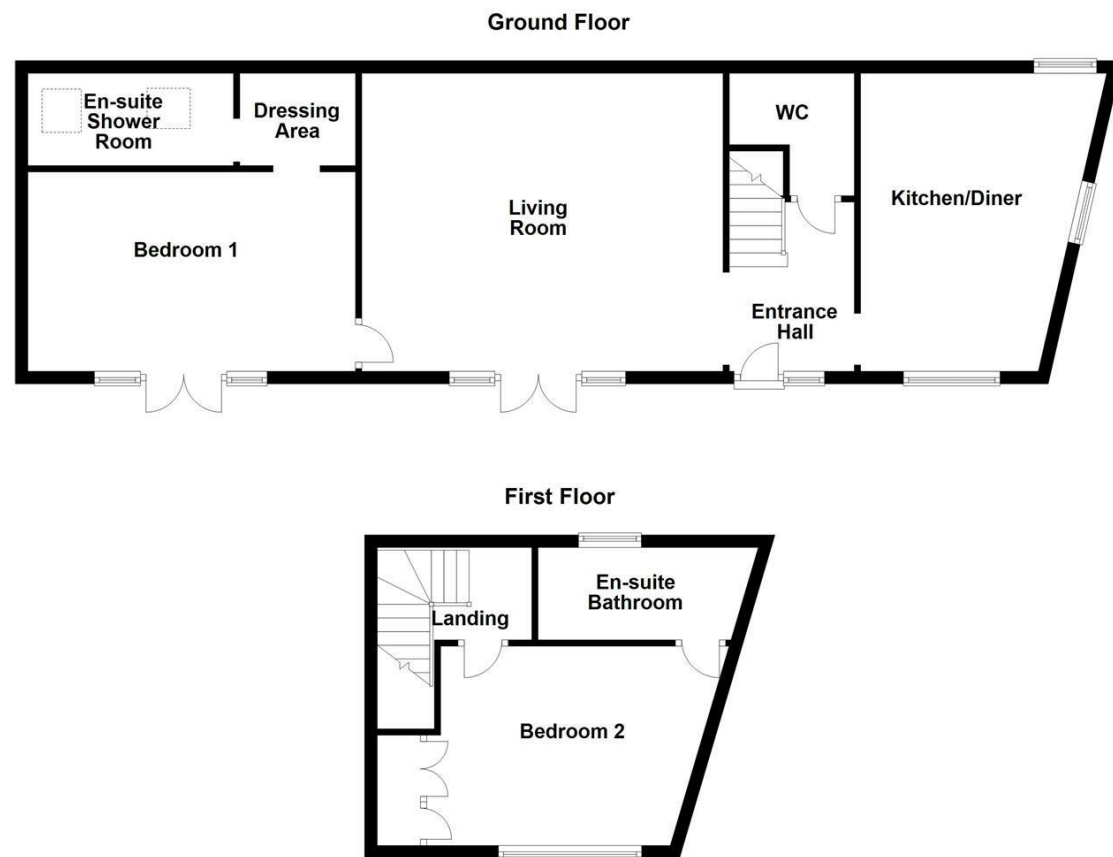 Ground Floor
En-suite
Shower
Room
Dressing
Area
WC
Living
Room
Kitchen/Diner
Bedroom 1
Entrance
Hall
First Floor
En-suite
Bathroom
Landing
Bedroom 2